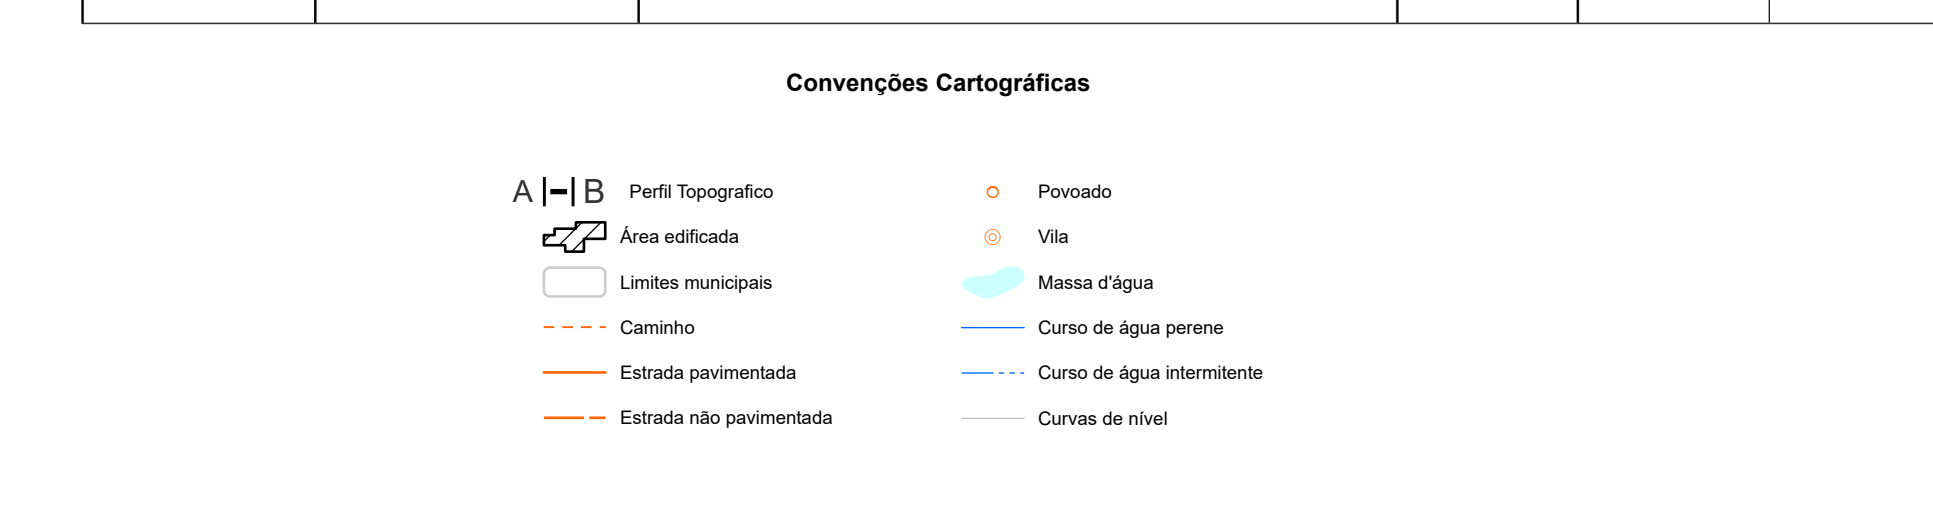 Convenções Cartográficas
A B Perfil Topografico
Área edificada
Limites municipais
Caminho
Estrada pavimentada
Estrada não pavimentada
Povoado
Vila
Massa d'água
Curso de água perene
Curso de água intermitente
Curvas de nível